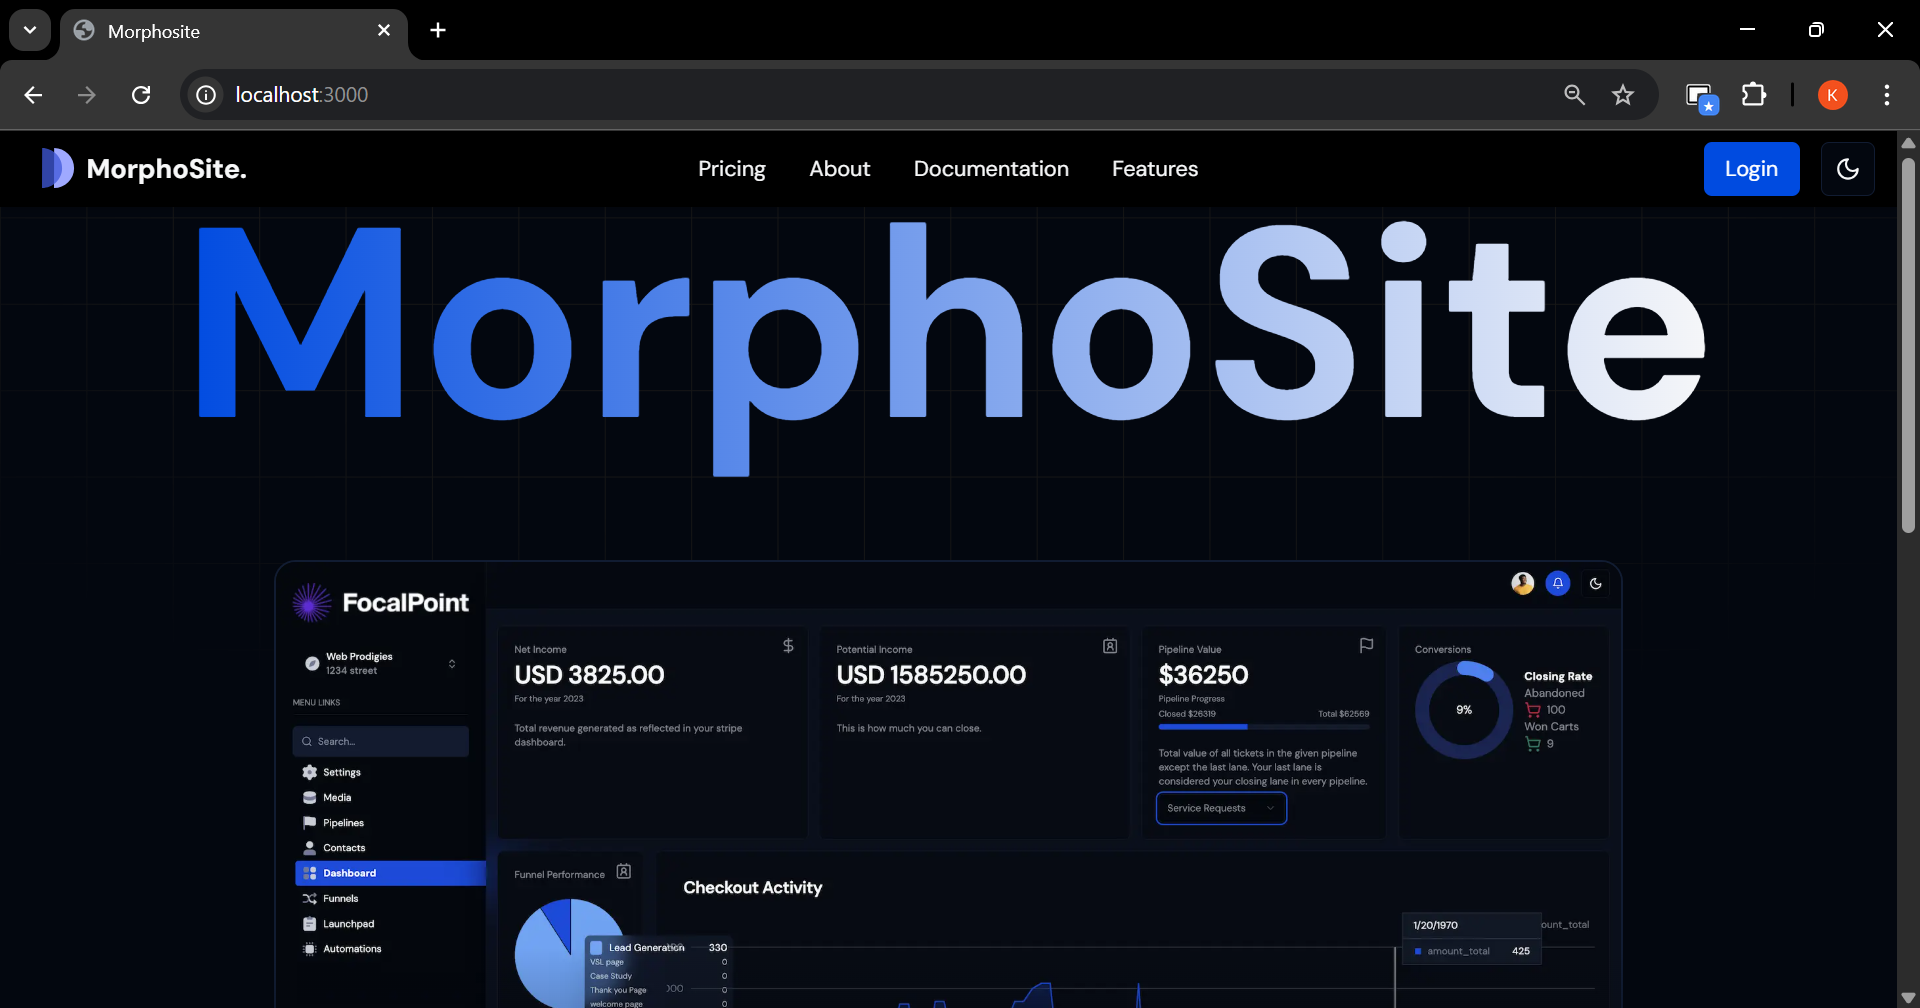 Morphosite
localhost:3000
K
MorphoSite.
Pricing About Documentation Features
Login
MorphoSite
FocalPoint
Web Prodigies
1234 street
MENU LINKS
Search...
Settings
Media
Pipelines
Contacts
Dashboard
Funnels
Launchpad
Automations
Net Income
USD 3825.00
For the year 2023
Total revenue generated as reflected in your stripe
dashboard.
Potential Income
USD 1585250.00
For the year 2023
This is how much you can close.
Pipeline Value
$36250
Pipeline Progress
Closed $26319 Total $62569
Total value of all tickets in the given pipeline
except the last lane. Your last lane is
considered your closing lane in every pipeline.
Service Requests
Conversions
9%
Closing Rate
Abandoned
100
Won Carts
9
Funnel Performance
Lead Generation 330
VSL page 0
Case Study 0
Thank you Page 0
welcome page 0
Checkout Activity
1/20/1970
amount_total 425